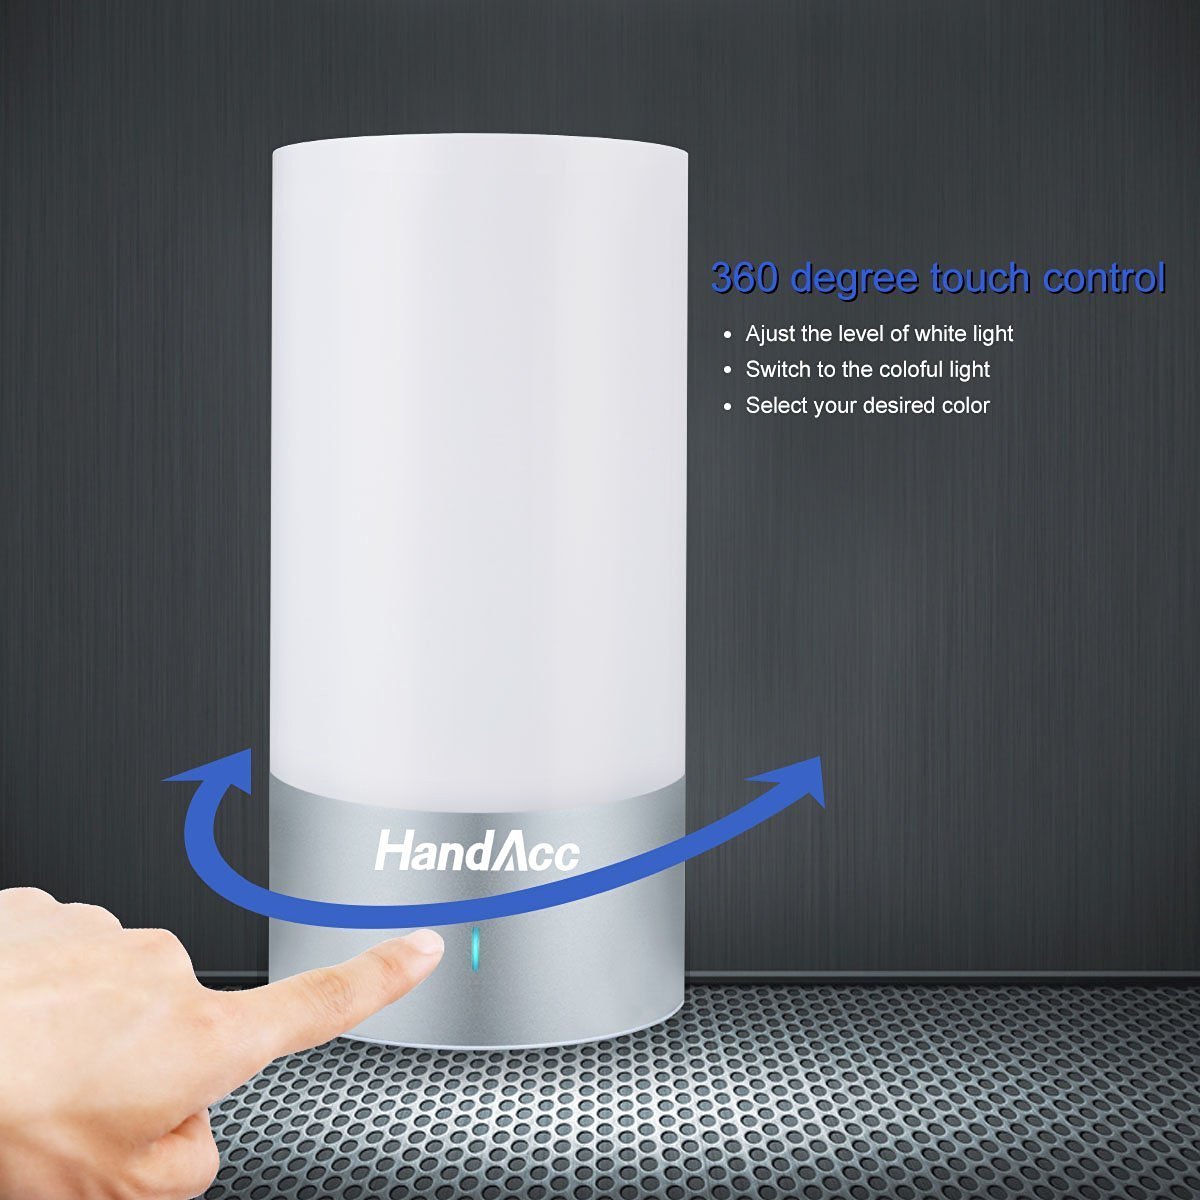 360 degree touch control
• Ajust the level of white light
• Switch to the coloful light
• Select your desired color
HandAcc